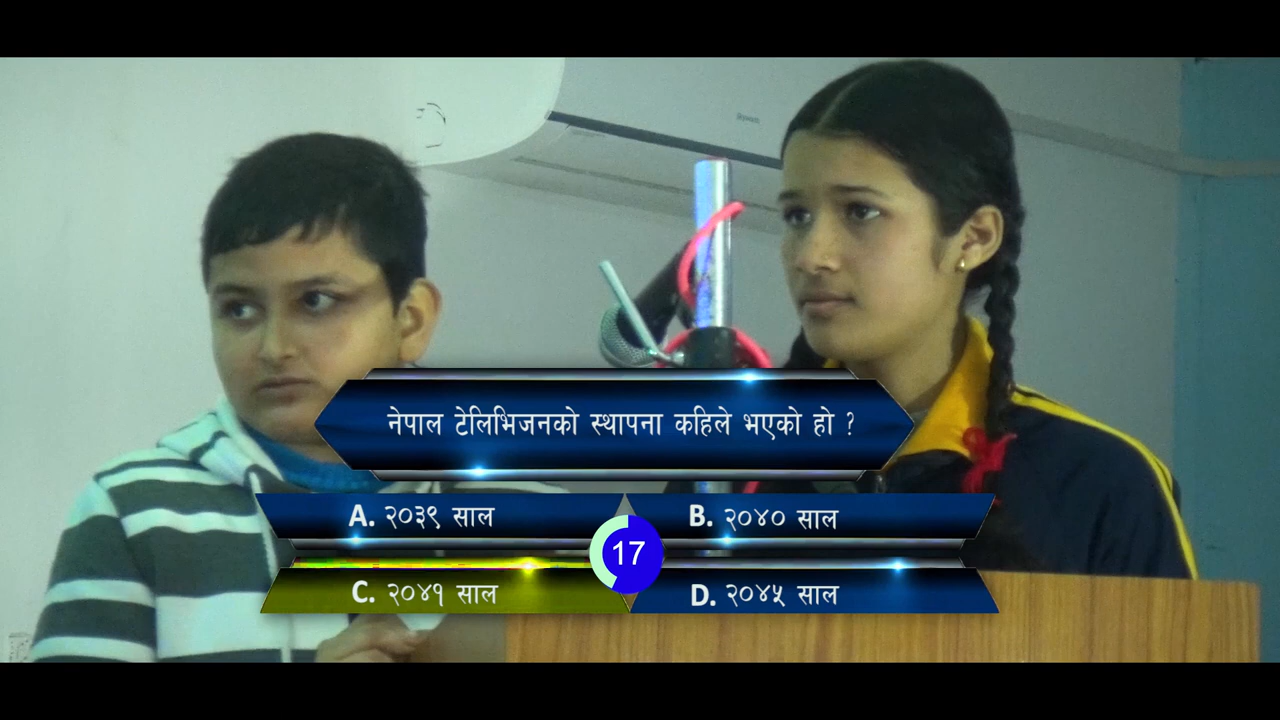 नेपाल टेलिभिजनको स्थापना कहिले भएको हो ?
A. २०३९ साल
B. २०४० साल
17
C. २०४१ साल
D. २०४५ साल